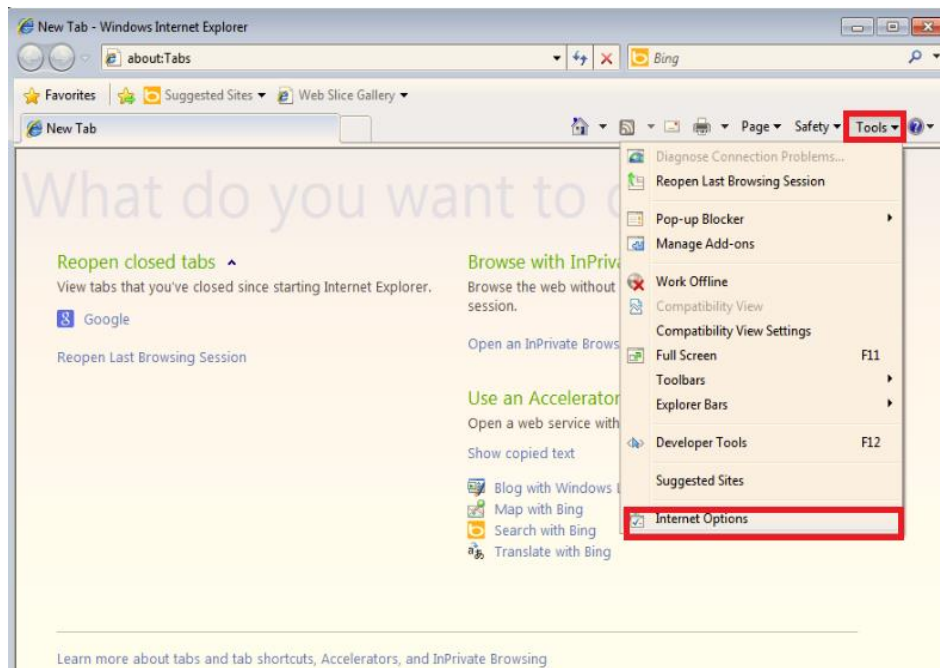 New Tab - Windows Internet Explorer
about:Tabs
Bing
Favorites
Suggested Sites
Web Slice Gallery
New Tab
Page
Safety
Tools
What do you want to
Diagnose Connection Problems...
Reopen Last Browsing Session
Pop-up Blocker
Manage Add-ons
Work Offline
Compatibility View
Compatibility View Settings
Full Screen F11
Toolbars
Explorer Bars
Developer Tools F12
Suggested Sites
Internet Options
Reopen closed tabs
View tabs that you've closed since starting Internet Explorer.
Google
Reopen Last Browsing Session
Browse with
Browse the web without
session.
Open an InPrivate
Use an Accelerator
Open a web service with
Show copied text
Blog with Windows
Map with Bing
Search with Bing
Translate with Bing
Learn more about tabs and tab shortcuts, Accelerators, and InPrivate Browsing